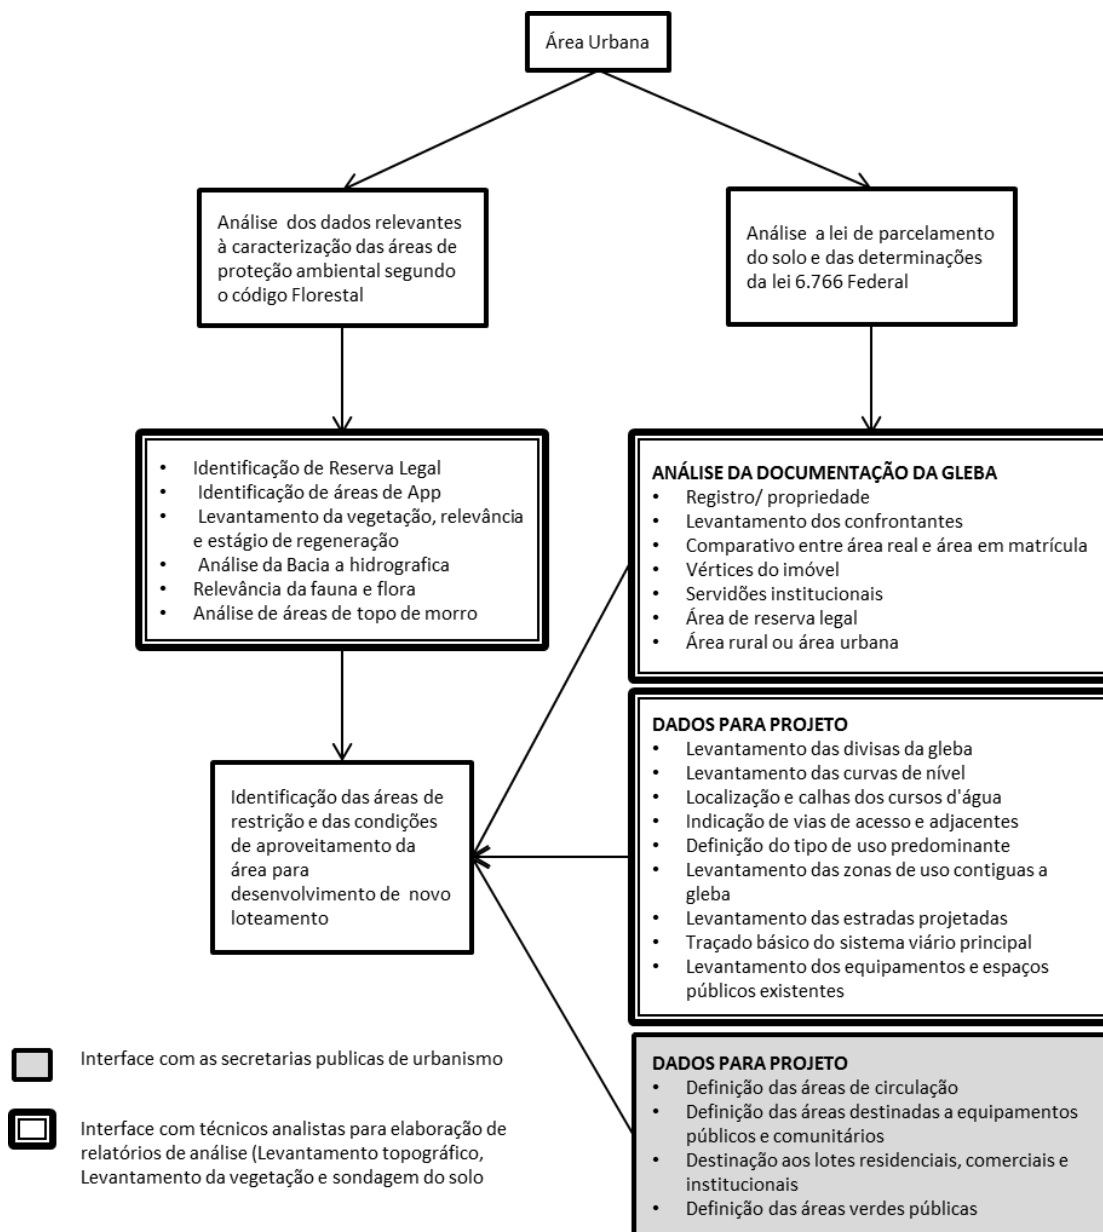 Área Urbana
Análise dos dados relevantes
à caracterização das áreas de
proteção ambiental segundo
o código Florestal
Análise a lei de parcelamento
do solo e das determinações
da lei 6.766 Federal
• Identificação de Reserva Legal
• Identificação de áreas de App
• Levantamento da vegetação, relevância
e estágio de regeneração
• Análise da Bacia a hidrografica
• Relevância da fauna e flora
• Análise de áreas de topo de morro
ANÁLISE DA DOCUMENTAÇÃO DA GLEBA
• Registro/ propriedade
• Levantamento dos confrontantes
• Comparativo entre área real e área em matrícula
• Vértices do imóvel
• Servidões institucionais
• Área de reserva legal
• Área rural ou área urbana
DADOS PARA PROJETO
• Levantamento das divisas da gleba
• Levantamento das curvas de nível
• Localização e calhas dos cursos d'água
• Indicação de vias de acesso e adjacentes
• Definição do tipo de uso predominante
• Levantamento das zonas de uso contiguas a
gleba
• Levantamento das estradas projetadas
• Traçado básico do sistema viário principal
• Levantamento dos equipamentos e espaços
públicos existentes
Identificação das áreas de
restrição e das condições
de aproveitamento da
área para
desenvolvimento de novo
loteamento
DADOS PARA PROJETO
• Definição das áreas de circulação
• Definição das áreas destinadas a equipamentos
públicos e comunitários
• Destinação aos lotes residenciais, comerciais e
institucionais
• Definição das áreas verdes públicas
Interface com as secretarias publicas de urbanismo
Interface com técnicos analistas para elaboração de
relatórios de análise (Levantamento topográfico,
Levantamento da vegetação e sondagem do solo